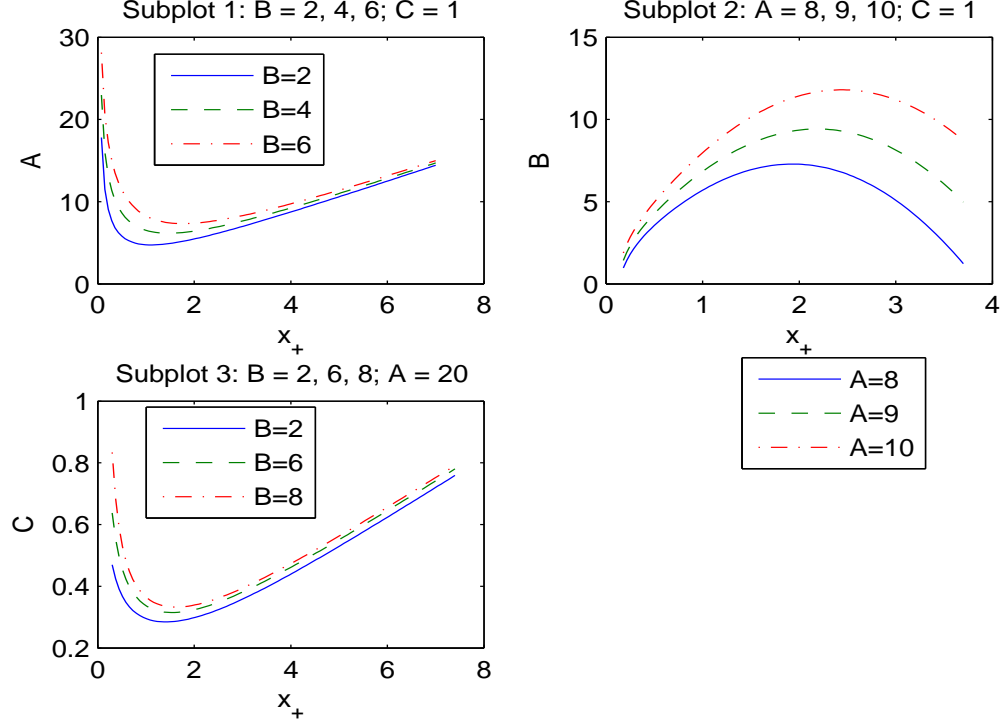 Subplot 1: B = 2, 4, 6; C = 1
30
20
10
0
A
B=2
B=4
B=6
0 2 4 6 8
x_+
Subplot 2: A = 8, 9, 10; C = 1
15
10
5
0
B
0 1 2 3 4
x_+
A=8
A=9
A=10
Subplot 3: B = 2, 6, 8; A = 20
1
0.8
0.6
0.4
0.2
C
B=2
B=6
B=8
0 2 4 6 8
x_+